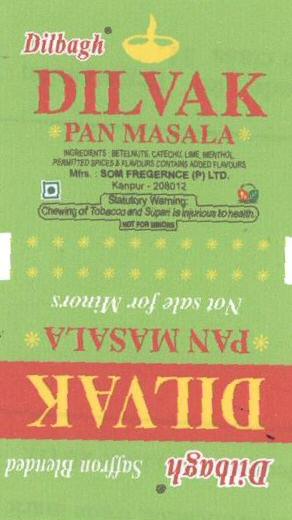 Dilbagh®
DILVAK
PAN MASALA
INGREDIENTS : BETELNUTS, CATECHU, LIME, MENTHOL,
PERMITTED SPICES & FLAVOURS CONTAINS ADDED FLAVOURS
Mfrs. : SOM FREGERNCE (P) LTD.
Kanpur - 208012
Statutory Warning:
Chewing of Tobacco and Supari is injurious to health.
NOT FOR MINORS
Not sale for Minors
PAN MASALA
DILVAK
Dilbagh® Saffron Blended